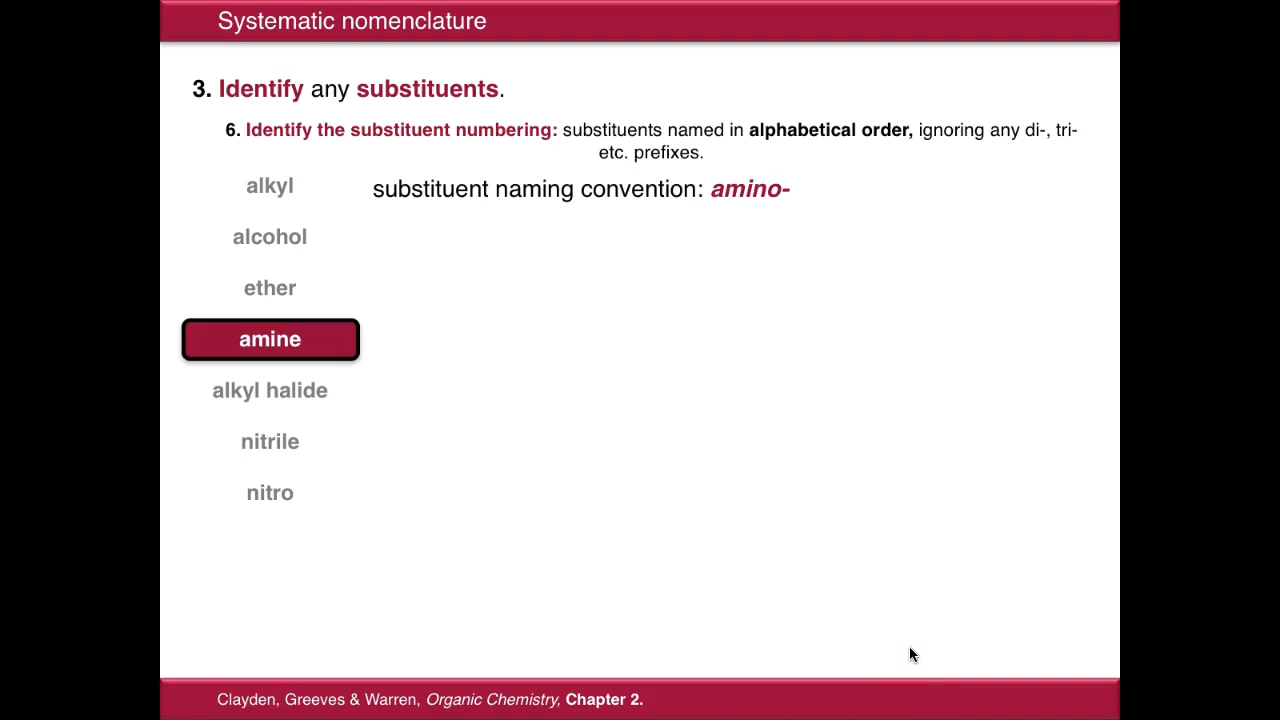 Systematic nomenclature
3. Identify any substituents.
6. Identify the substituent numbering: substituents named in alphabetical order, ignoring any di-, tri-
etc. prefixes.
alkyl
substituent naming convention: amino-
alcohol
ether
amine
alkyl halide
nitrile
nitro
Clayden, Greeves & Warren, Organic Chemistry, Chapter 2.